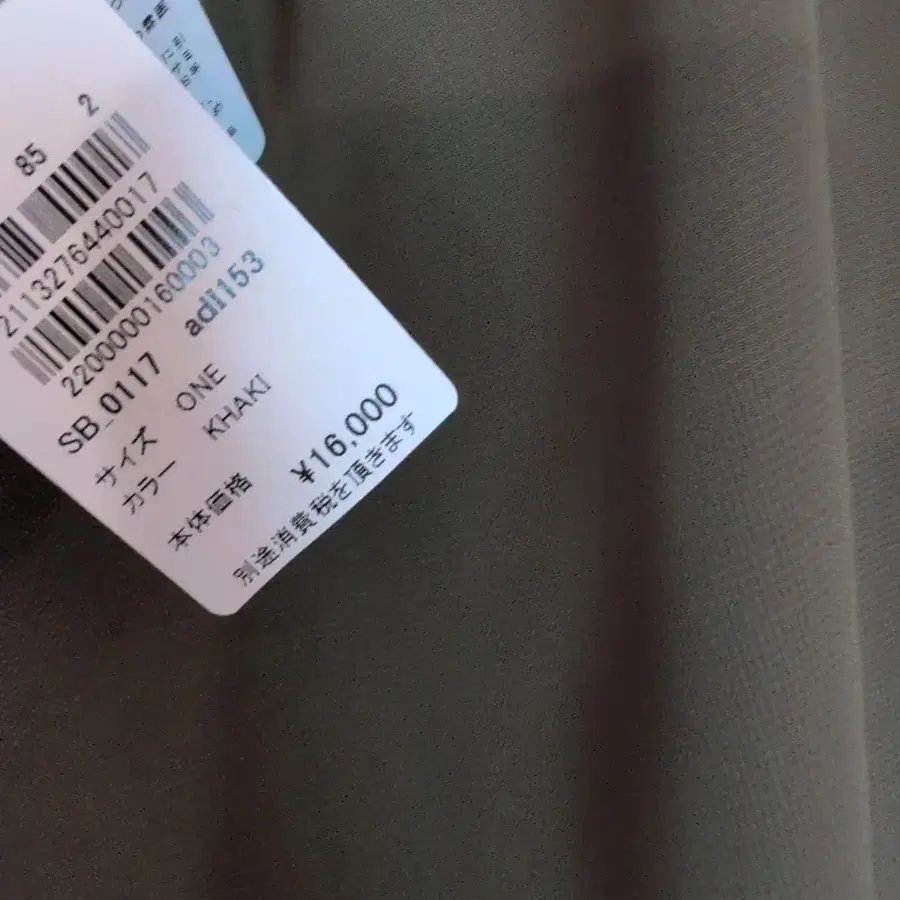 85 2
2113276440017
2200000160003
SB_0117 adi153
サイズ ONE
カラー KHAKI
本体価格 ¥16,000
別途消費税を頂きます